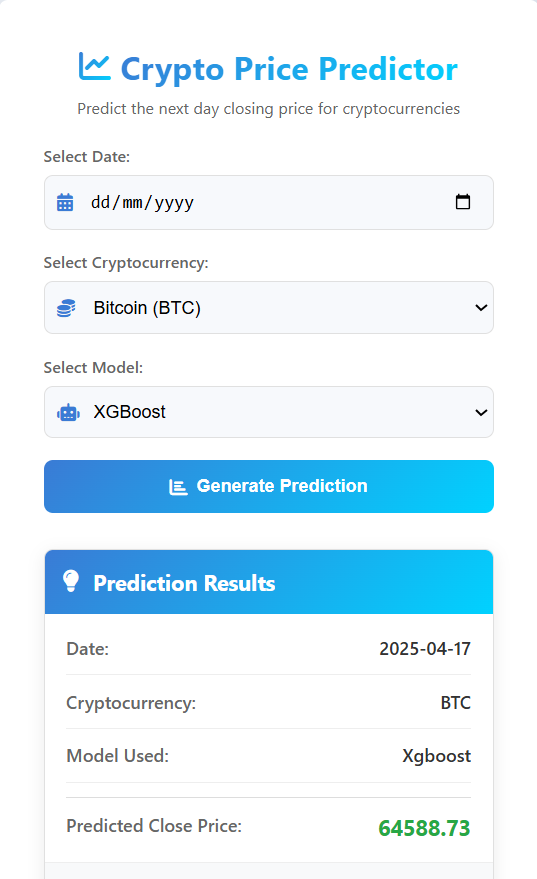 Crypto Price Predictor
Predict the next day closing price for cryptocurrencies
Select Date:
dd/mm/yyyy
Select Cryptocurrency:
Bitcoin (BTC)
Select Model:
XGBoost
Generate Prediction
Prediction Results
Date: 2025-04-17
Cryptocurrency: BTC
Model Used: Xgboost
Predicted Close Price: 64588.73